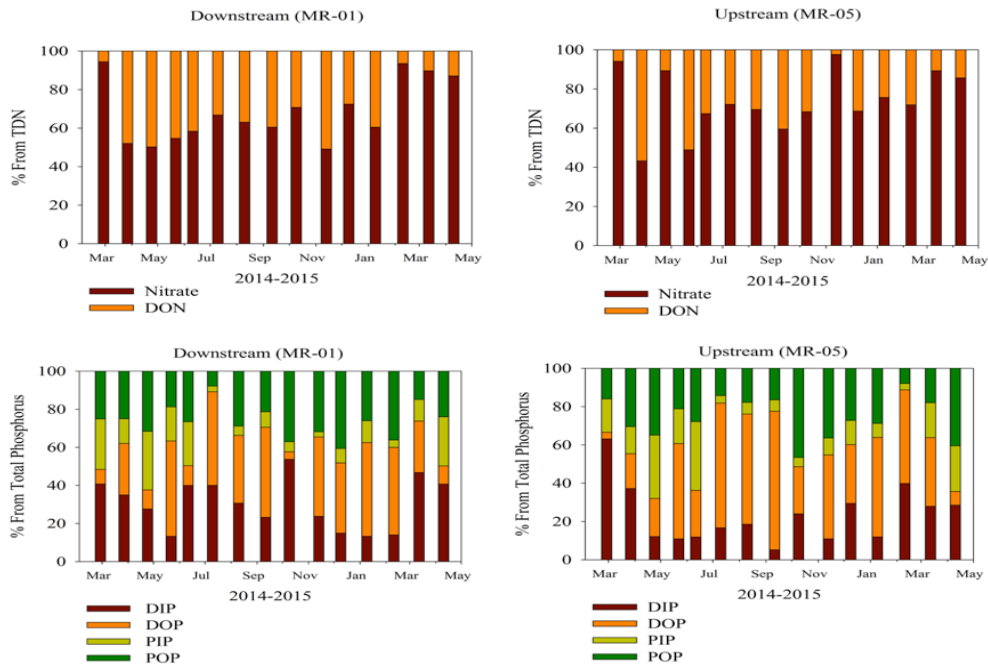 Downstream (MR-01)
100
80
60
40
20
0
% From TDN
Mar May Jul Sep Nov Jan Mar May
2014-2015
Nitrate
DON
Upstream (MR-05)
100
80
60
40
20
0
% From TDN
Mar May Jul Sep Nov Jan Mar May
2014-2015
Nitrate
DON
Downstream (MR-01)
100
80
60
40
20
0
% From Total Phosphorus
Mar May Jul Sep Nov Jan Mar May
2014-2015
DIP
DOP
PIP
POP
Upstream (MR-05)
100
80
60
40
20
0
% From Total Phosphorus
Mar May Jul Sep Nov Jan Mar May
2014-2015
DIP
DOP
PIP
POP